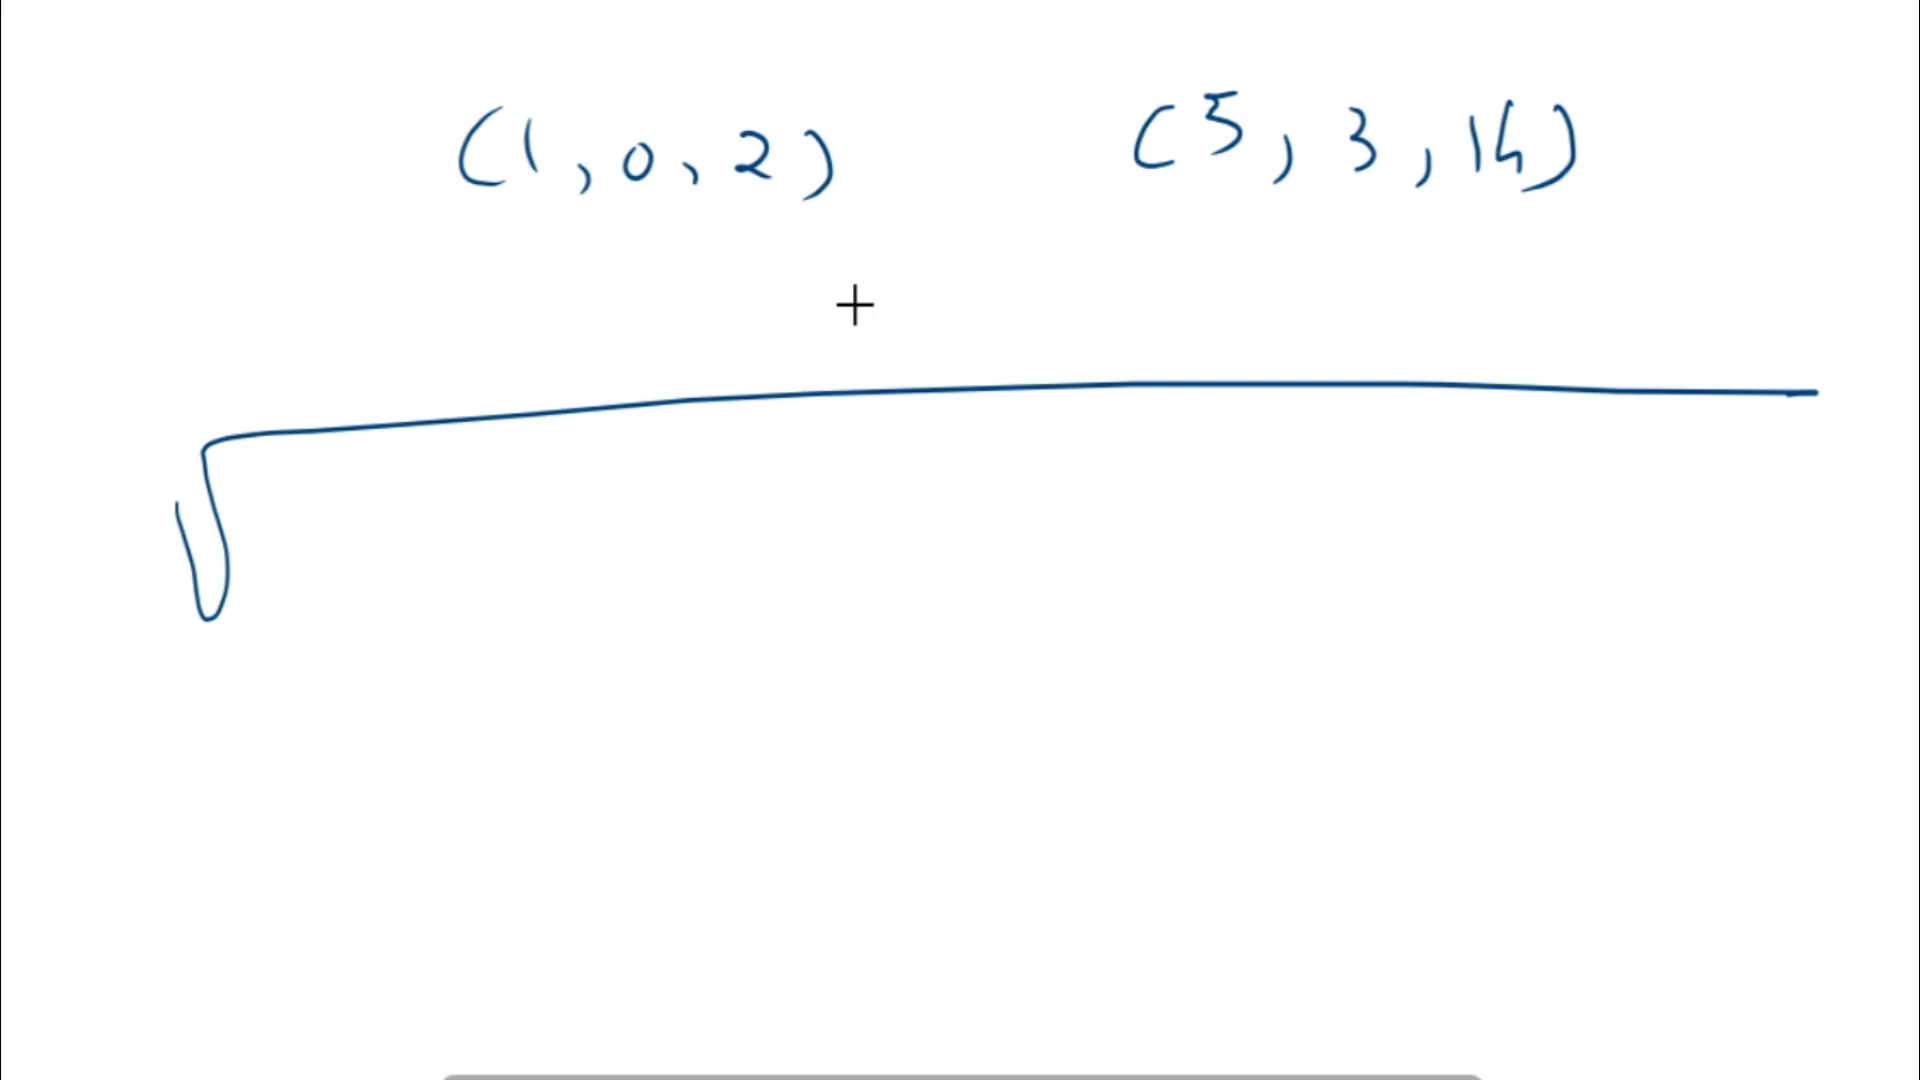 (1, 0, 2) (5, 3, 14)
√